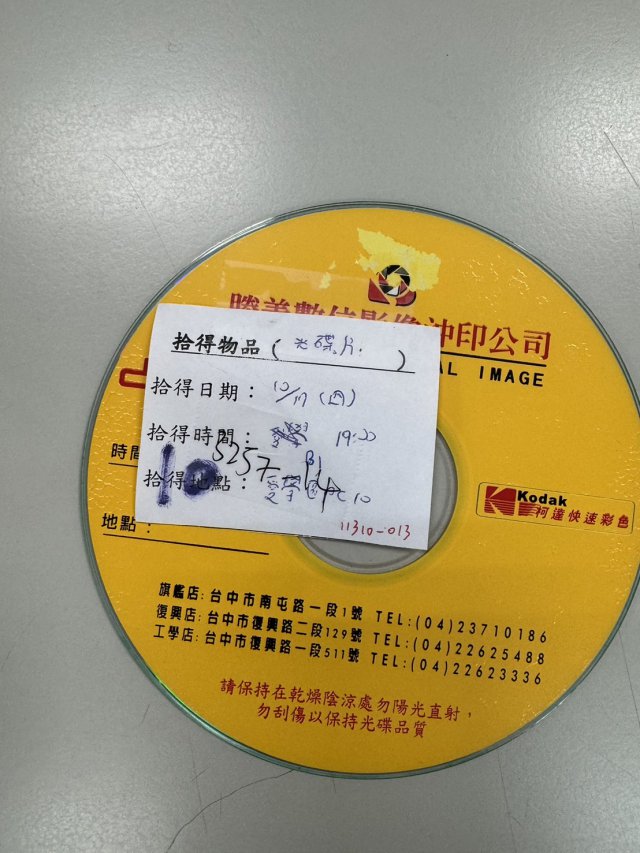 勝美數位影像沖印公司
AL IMAGE
拾得物品(光碟片)
拾得日期：12/17(四)
拾得時間： 19:20
時間
拾得地點：
10 5257-14
11310-013
地點：
Kodak
柯達快速彩色
旗艦店：台中市南屯路一段1號 TEL:(04)23710186
復興店：台中市復興路二段129號 TEL:(04)22625488
工學店：台中市復興路一段511號 TEL:(04)22623336
請保持在乾燥陰涼處勿陽光直射，
勿刮傷以保持光碟品質